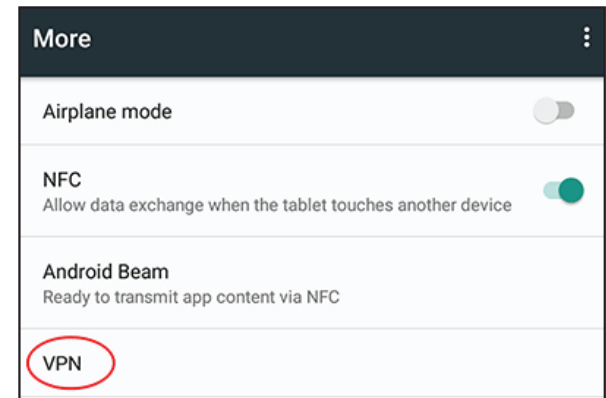 More
Airplane mode
NFC
Allow data exchange when the tablet touches another device
Android Beam
Ready to transmit app content via NFC
VPN